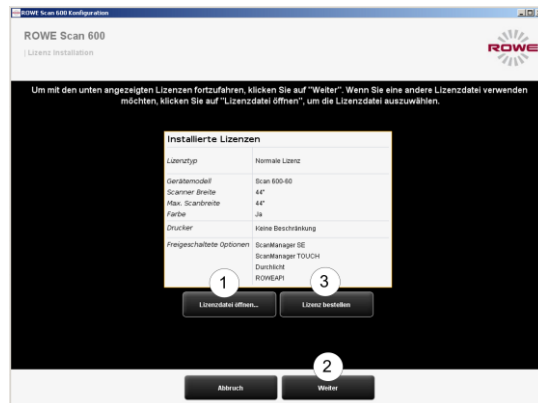 ROWE Scan 600 Konfiguration
ROWE Scan 600
| Lizenz Installation
ROWE
Um mit den unten angezeigten Lizenzen fortzufahren, klicken Sie auf "Weiter". Wenn Sie eine andere Lizenzdatei verwenden
möchten, klicken Sie auf "Lizenzdatei öffnen", um die Lizenzdatei auszuwählen.
Installierte Lizenzen
Lizenztyp Normale Lizenz
Gerätemodell Scan 600-60
Scanner Breite 44"
Max. Scanbreite 44"
Farbe Ja
Drucker Keine Beschränkung
Freigeschaltete Optionen ScanManager SE
ScanManager TOUCH
Durchlicht
ROWEAPI
1 3
Lizenzdatei öffnen... Lizenz bestellen
2
Abbruch Weiter